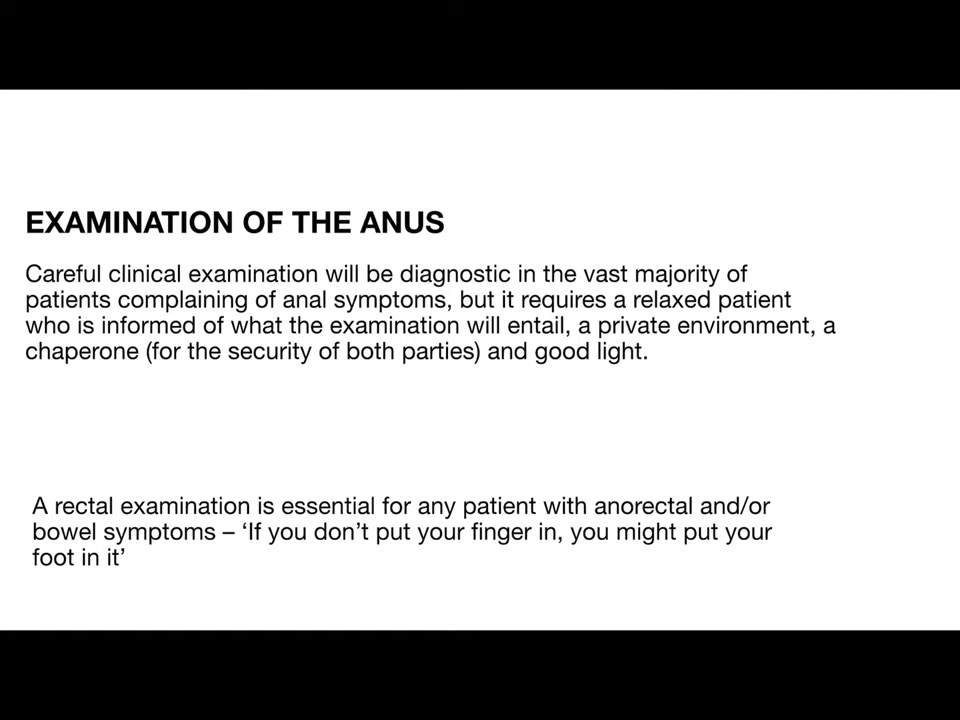 EXAMINATION OF THE ANUS
Careful clinical examination will be diagnostic in the vast majority of
patients complaining of anal symptoms, but it requires a relaxed patient
who is informed of what the examination will entail, a private environment, a
chaperone (for the security of both parties) and good light.
A rectal examination is essential for any patient with anorectal and/or
bowel symptoms – ‘If you don’t put your finger in, you might put your
foot in it’